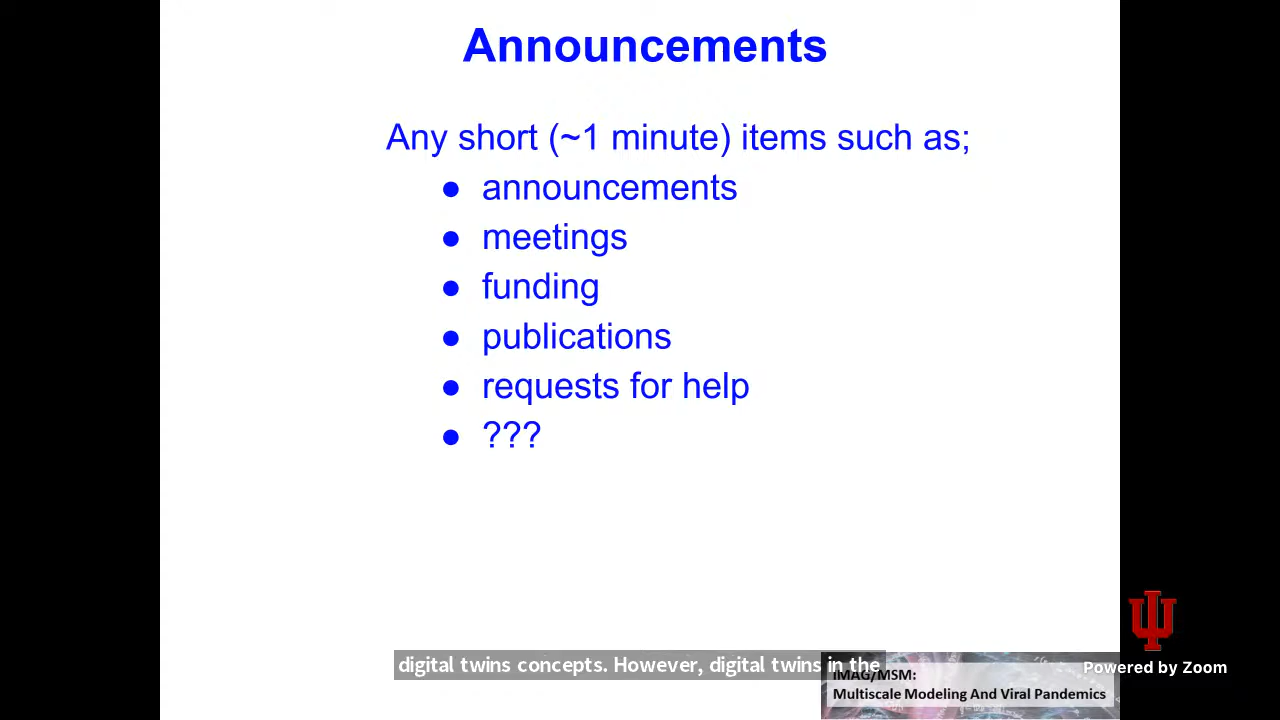 Announcements
Any short (~1 minute) items such as;
● announcements
● meetings
● funding
● publications
● requests for help
● ???
digital twins concepts. However, digital twins in the
IMAG/MSM:
Multiscale Modeling And Viral Pandemics
Powered by Zoom